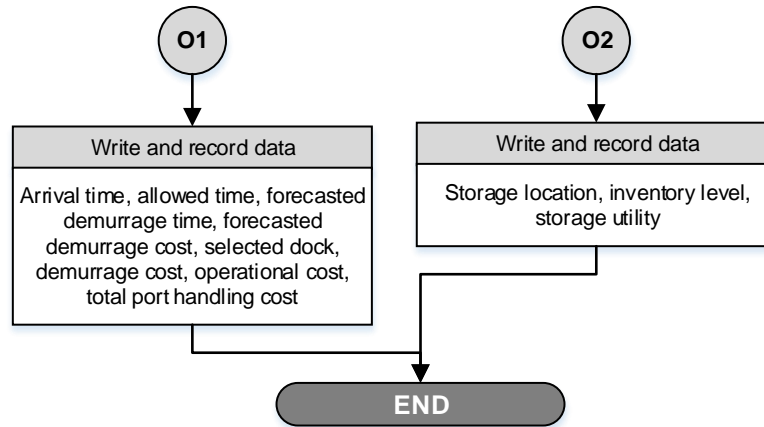 O1
Write and record data
Arrival time, allowed time, forecasted
demurrage time, forecasted
demurrage cost, selected dock,
demurrage cost, operational cost,
total port handling cost
O2
Write and record data
Storage location, inventory level,
storage utility
END